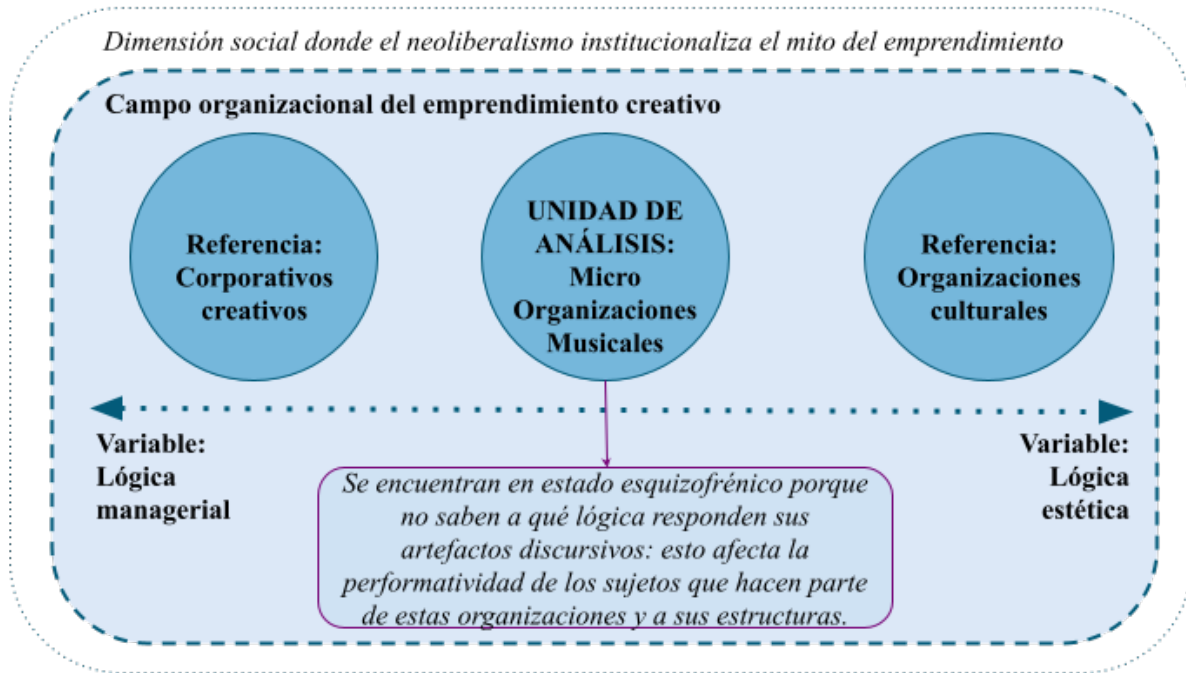 Dimensión social donde el neoliberalismo institucionaliza el mito del emprendimiento
Campo organizacional del emprendimiento creativo
Referencia:
Corporativos
creativos
UNIDAD DE
ANÁLISIS:
Micro
Organizaciones
Musicales
Referencia:
Organizaciones
culturales
Variable:
Lógica
managerial
Variable:
Lógica
estética
Se encuentran en estado esquizofrénico porque
no saben a qué lógica responden sus
artefactos discursivos: esto afecta la
performatividad de los sujetos que hacen parte
de estas organizaciones y a sus estructuras.